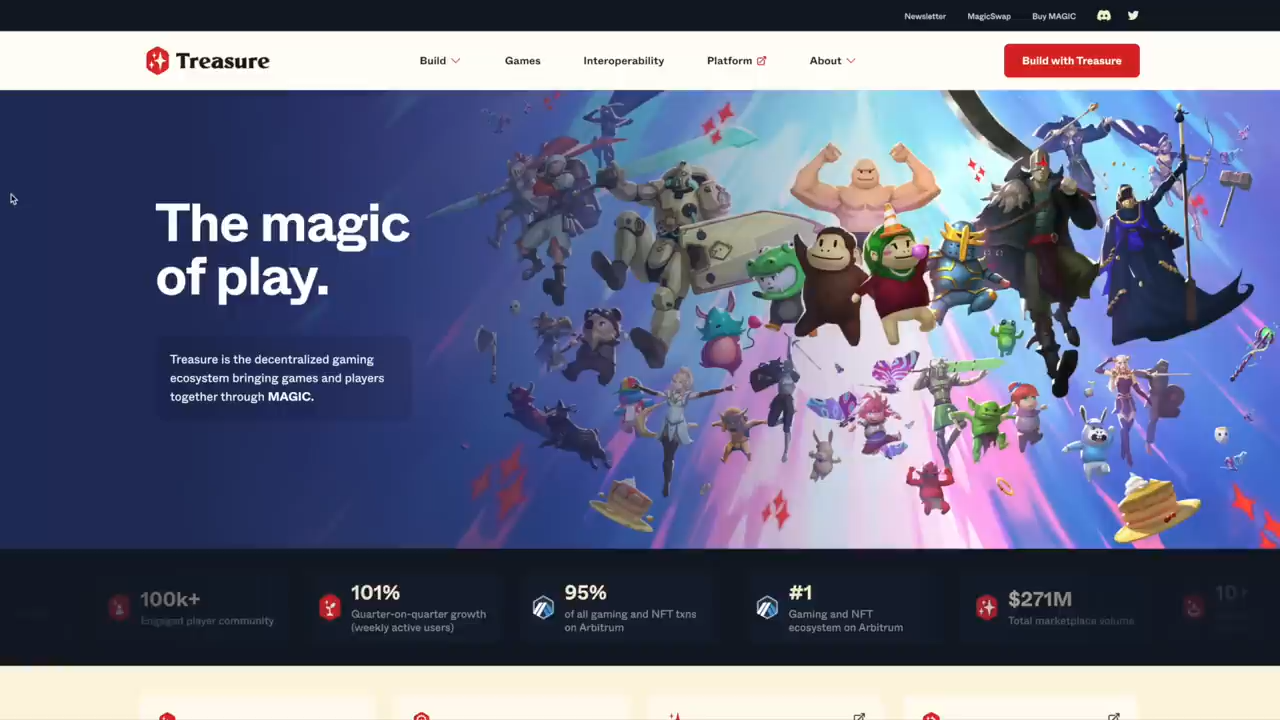 Newsletter MagicSwap Buy MAGIC
Treasure Build Games Interoperability Platform About Build with Treasure
The magic
of play.
Treasure is the decentralized gaming
ecosystem bringing games and players
together through MAGIC.
100k+
Engaged player community
101%
Quarter-on-quarter growth
(weekly active users)
95%
of all gaming and NFT txns
on Arbitrum
#1
Gaming and NFT
ecosystem on Arbitrum
$271M
Total marketplace volume
10+